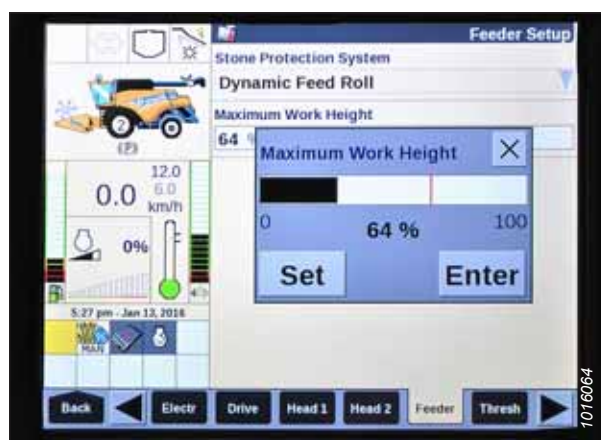 Feeder Setup
Stone Protection System
Dynamic Feed Roll
Maximum Work Height
64 %
Maximum Work Height
0
64 %
100
Set
Enter
2
(P)
12.0
6.0
0.0
km/h
0%
5:27 pm - Jan 13, 2016
MAN
Back
Electr
Drive
Head 1
Head 2
Feeder
Thresh
1016064